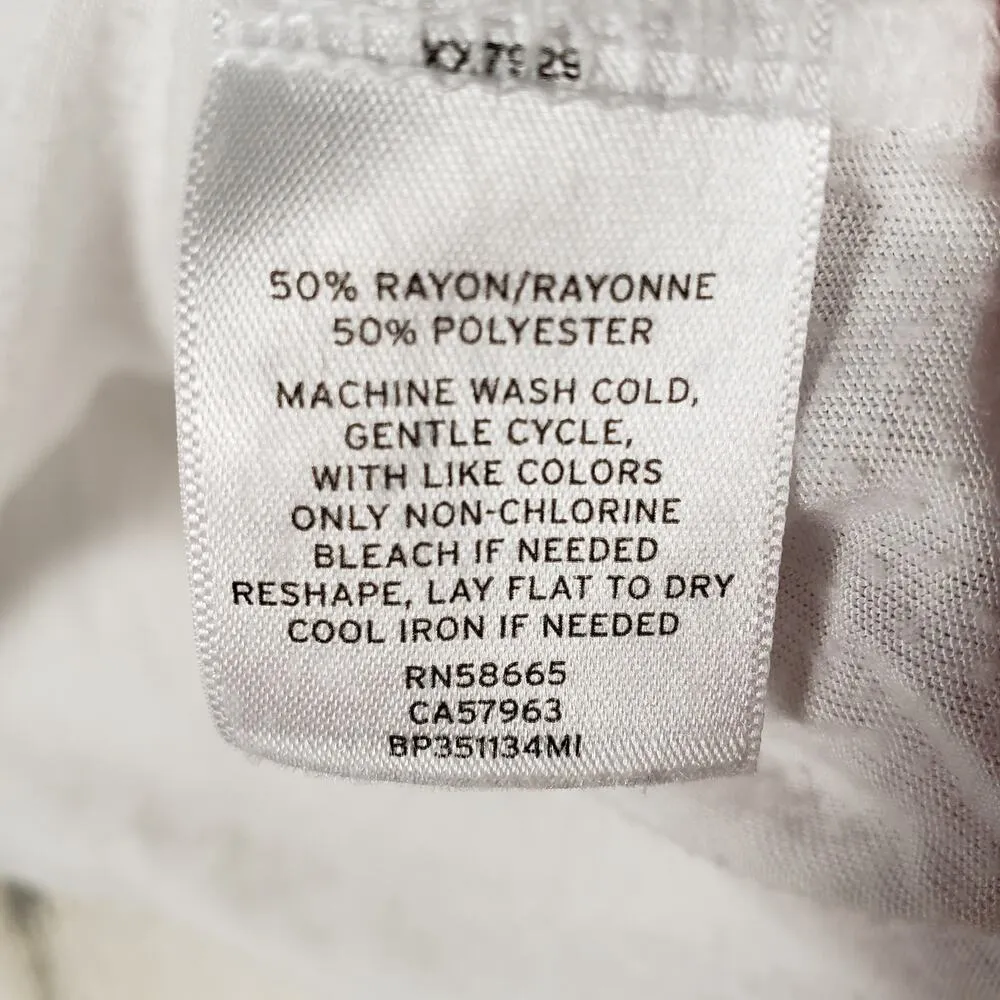 50% RAYON/RAYONNE
50% POLYESTER
MACHINE WASH COLD,
GENTLE CYCLE,
WITH LIKE COLORS
ONLY NON-CHLORINE
BLEACH IF NEEDED
RESHAPE, LAY FLAT TO DRY
COOL IRON IF NEEDED
RN58665
CA57963
BP351134MI